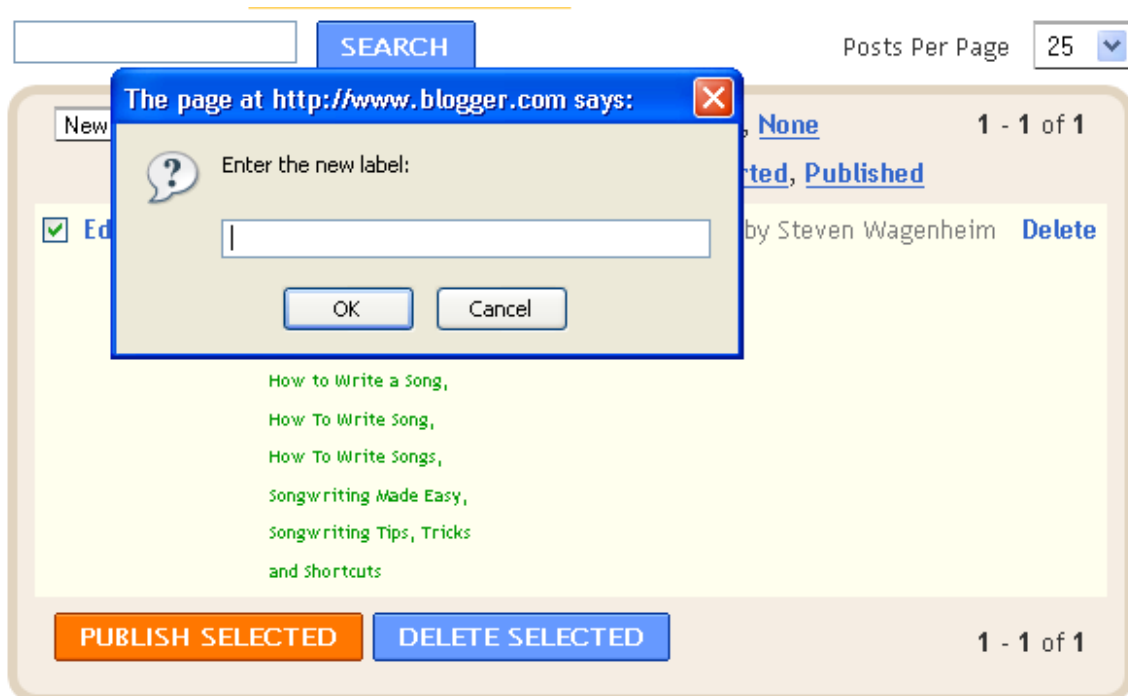 SEARCH Posts Per Page 25
The page at http://www.blogger.com says:
New , None 1 - 1 of 1
Enter the new label:
rted, Published
Ed by Steven Wagenheim Delete
OK Cancel
How to Write a Song,
How To Write Song,
How To Write Songs,
Songwriting Made Easy,
Songwriting Tips, Tricks
and Shortcuts
PUBLISH SELECTED DELETE SELECTED 1 - 1 of 1